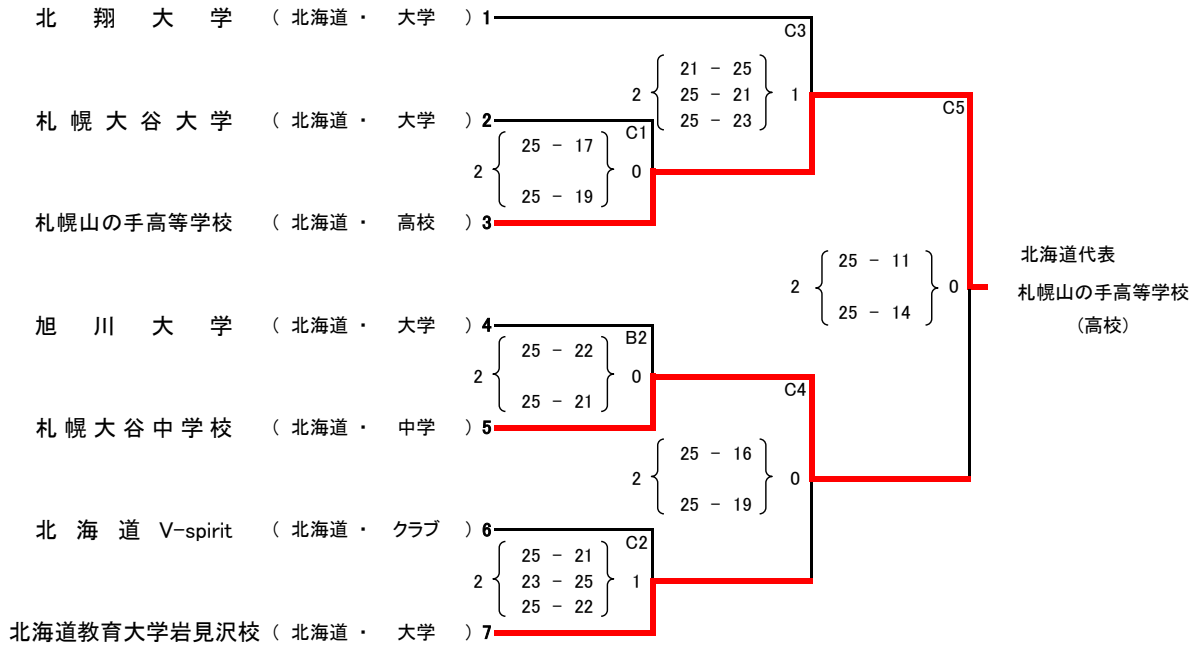 北翔大学 （ 北海道 ・ 大学 ） 1
C3
21 − 25
2 25 − 21 1
25 − 23
C5
札幌大谷大学 （ 北海道 ・ 大学 ） 2
C1
25 − 17
2 0
25 − 19
札幌山の手高等学校 （ 北海道 ・ 高校 ） 3
25 − 11
2 0
25 − 14
北海道代表
札幌山の手高等学校
（高校）
旭川大学 （ 北海道 ・ 大学 ） 4
B2
25 − 22
2 0
25 − 21
C4
札幌大谷中学校 （ 北海道 ・ 中学 ） 5
25 − 16
2 0
25 − 19
北海道 V−spirit （ 北海道 ・ クラブ ） 6
C2
25 − 21
2 23 − 25 1
25 − 22
北海道教育大学岩見沢校 （ 北海道 ・ 大学 ） 7